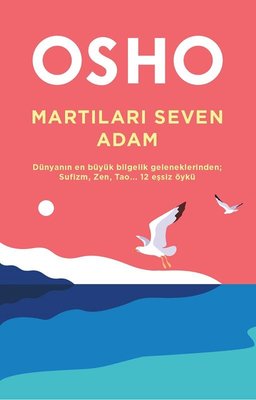 OSHO
MARTILARI SEVEN
ADAM
Dünyanın en büyük bilgelik geleneklerinden;
Sufizm, Zen, Tao... 12 eşsiz öykü